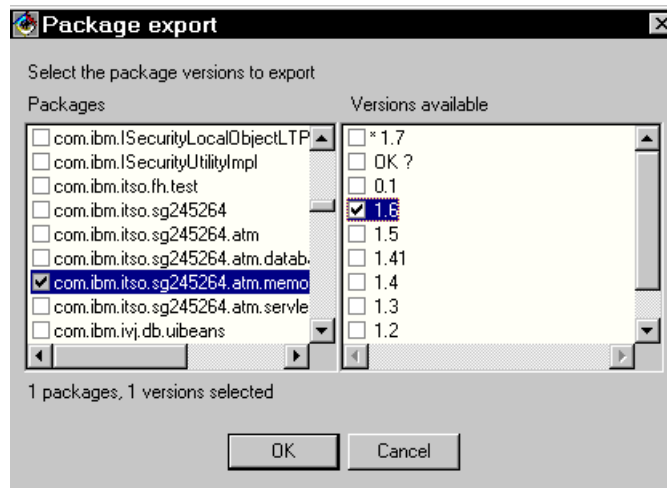 Package export
Select the package versions to export
Packages
Versions available
com.ibm.ISecurityLocalObjectLTP
com.ibm.ISecurityUtilityImpl
com.ibm.itso.fh.test
com.ibm.itso.sg245264
com.ibm.itso.sg245264.atm
com.ibm.itso.sg245264.atm.databa
com.ibm.itso.sg245264.atm.memo
com.ibm.itso.sg245264.atm.servle
com.ibm.ivj.db.uibeans
* 1.7
OK ?
0.1
1.6
1.5
1.41
1.4
1.3
1.2
1 packages, 1 versions selected
OK
Cancel